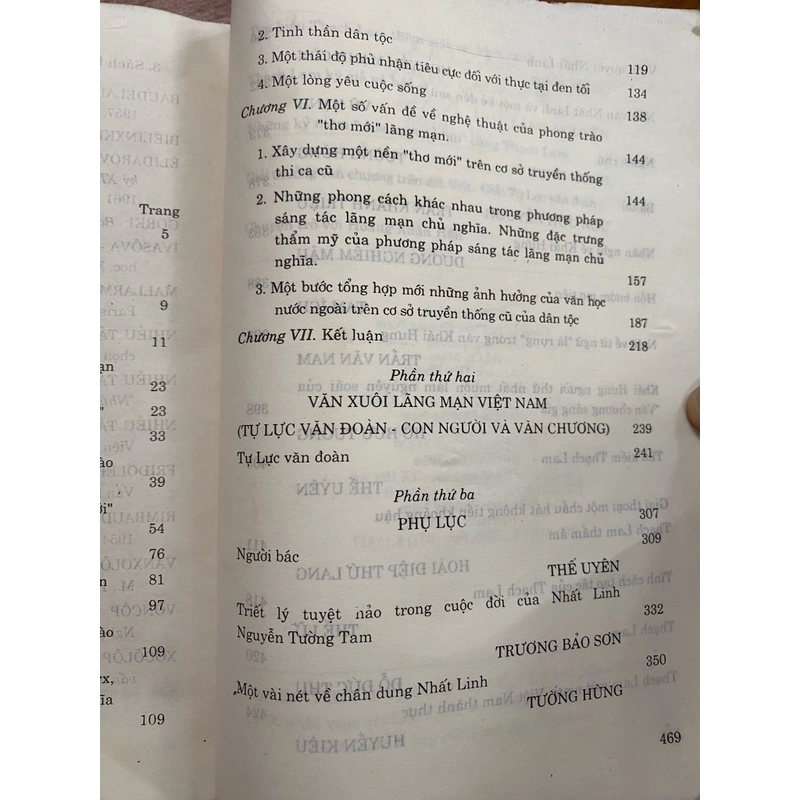 Trang
5
9
11
ạn
23
" 23
33
ào
39
ới"
54
76
n 81
97
ào
109
rx,
ĩa
109
2. Tinh thần dân tộc 119
3. Một thái độ phủ nhận tiêu cực đối với thực tại đen tối 134
4. Một lòng yêu cuộc sống 138
Chương VI. Một số vấn đề về nghệ thuật của phong trào
"thơ mới" lãng mạn. 144
1. Xây dựng một nền "thơ mới" trên cơ sở truyền thống
thi ca cũ 144
2. Những phong cách khác nhau trong phương pháp
sáng tác lãng mạn chủ nghĩa. Những đặc trưng
thẩm mỹ của phương pháp sáng tác lãng mạn chủ
nghĩa. 157
3. Một bước tổng hợp mới những ảnh hưởng của văn học
nước ngoài trên cơ sở truyền thống cũ của dân tộc 187
Chương VII. Kết luận 218
Phần thứ hai
VĂN XUÔI LÃNG MẠN VIỆT NAM
(TỰ LỰC VĂN ĐOÀN - CON NGƯỜI VÀ VĂN CHƯƠNG) 239
Tự Lực văn đoàn 241
Phần thứ ba
PHỤ LỤC 307
Người bác 309
THẾ UYÊN
Triết lý tuyệt nảo trong cuộc đời của Nhất Linh
Nguyễn Tường Tam 332
TRƯƠNG BẢO SƠN
Một vài nét về chân dung Nhất Linh 350
TƯỜNG HÙNG
469